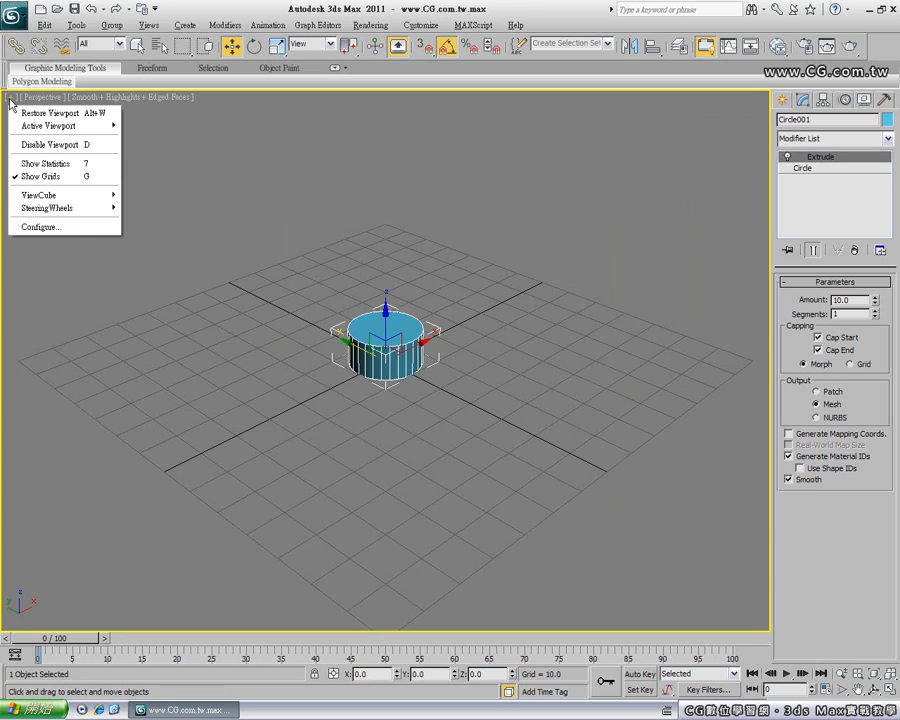 Autodesk 3ds Max 2011 - www.CG.com.tw.max
Type a keyword or phrase
Edit Tools Group Views Create Modifiers Animation Graph Editors Rendering Customize MAXScript Help
All
View
3
Create Selection Set
Graphite Modeling Tools Freeform Selection Object Paint
www.CG.com.tw
Polygon Modeling
[ + ] [ Perspective ] [ Smooth + Highlights + Edged Faces ]
Restore Viewport Alt+W
Active Viewport
Disable Viewport D
Show Statistics 7
Show Grids G
ViewCube
SteeringWheels
Configure...
Circle001
Modifier List
Extrude
Circle
Parameters
Amount: 10.0
Segments: 1
Capping
Cap Start
Cap End
Morph Grid
Output
Patch
Mesh
NURBS
Generate Mapping Coords.
Real-World Map Size
Generate Material IDs
Use Shape IDs
Smooth
z
z
y x
0 / 100
0 5 10 15 20 25 30 35 40 45 50 55 60 65 70 75 80 85 90 95 100
1 Object Selected
X: 0.0 Y: 0.0 Z: 0.0 Grid = 10.0
Auto Key Selected
Click and drag to select and move objects
Add Time Tag
Set Key Key Filters... 0
開始
www.CG.com.tw.max ...
CG數位學習網·3ds Max實戰教學